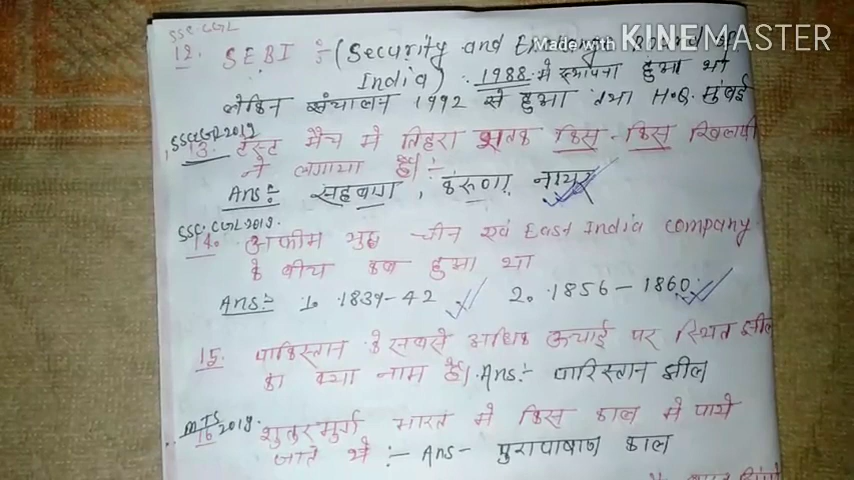 SSC.CGL
12. SEBI :- (Security and Exchange Board of
India) 1988 मे स्थापना हुआ था
लेकिन संचालन 1992 से हुआ तथा H.Q. मुंबई
SSC CGL 2019
13. टेस्ट मैच मे तिहरा शतक किस-किस खिलाड़ी
ने लगाया है। :-
Ans:- सहवाग, करूण नायर
SSC.CGL 2019.
14. अफीम युद्ध चीन एवं East India Company
के बीच कब हुआ था
Ans:- 1. 1839-42 2. 1856-1860.
15. पाकिस्तान के सबसे अधिक ऊचाई पर स्थित झील
का क्या नाम है। Ans:- पारिस्तान झील
MTS 2019.
16 शुतुरमुर्ग भारत मे किस काल मे पाये
जाते थे :- Ans- पुरापाषाण काल
Made with KINEMASTER